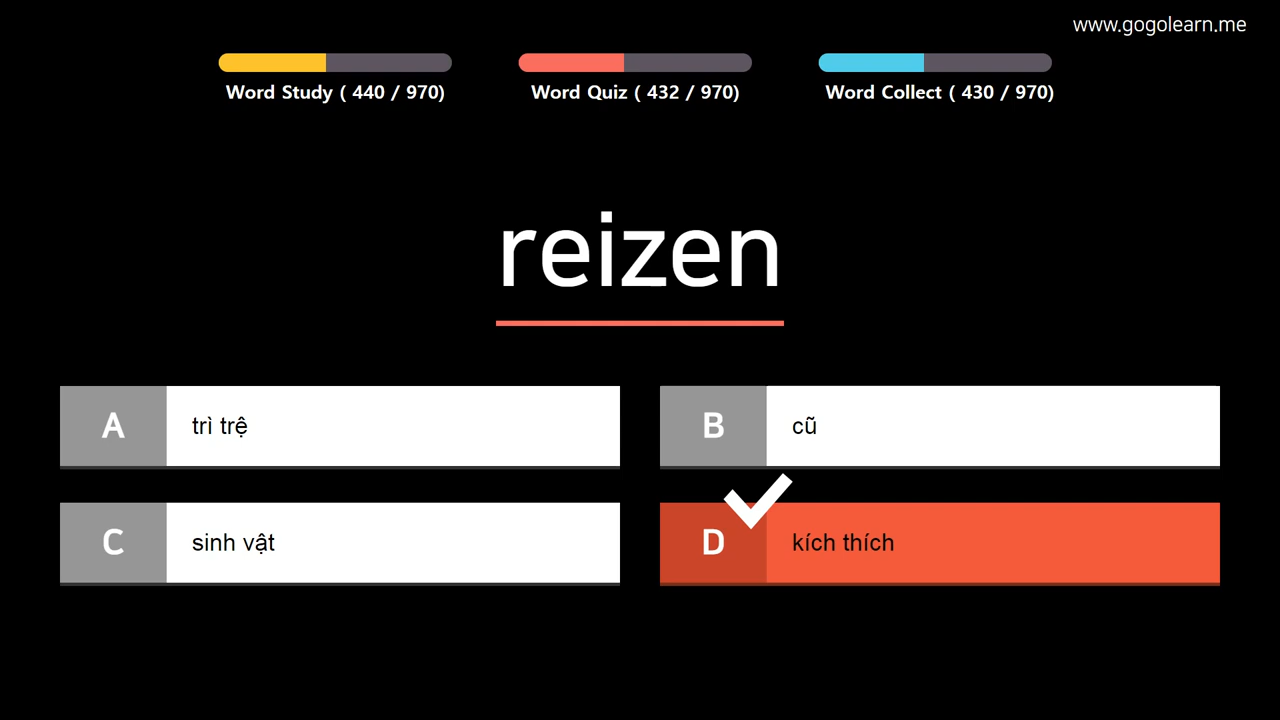 www.gogolearn.me
Word Study ( 440 / 970)
Word Quiz ( 432 / 970)
Word Collect ( 430 / 970)
reizen
A trì trệ
B cũ
C sinh vật
D kích thích